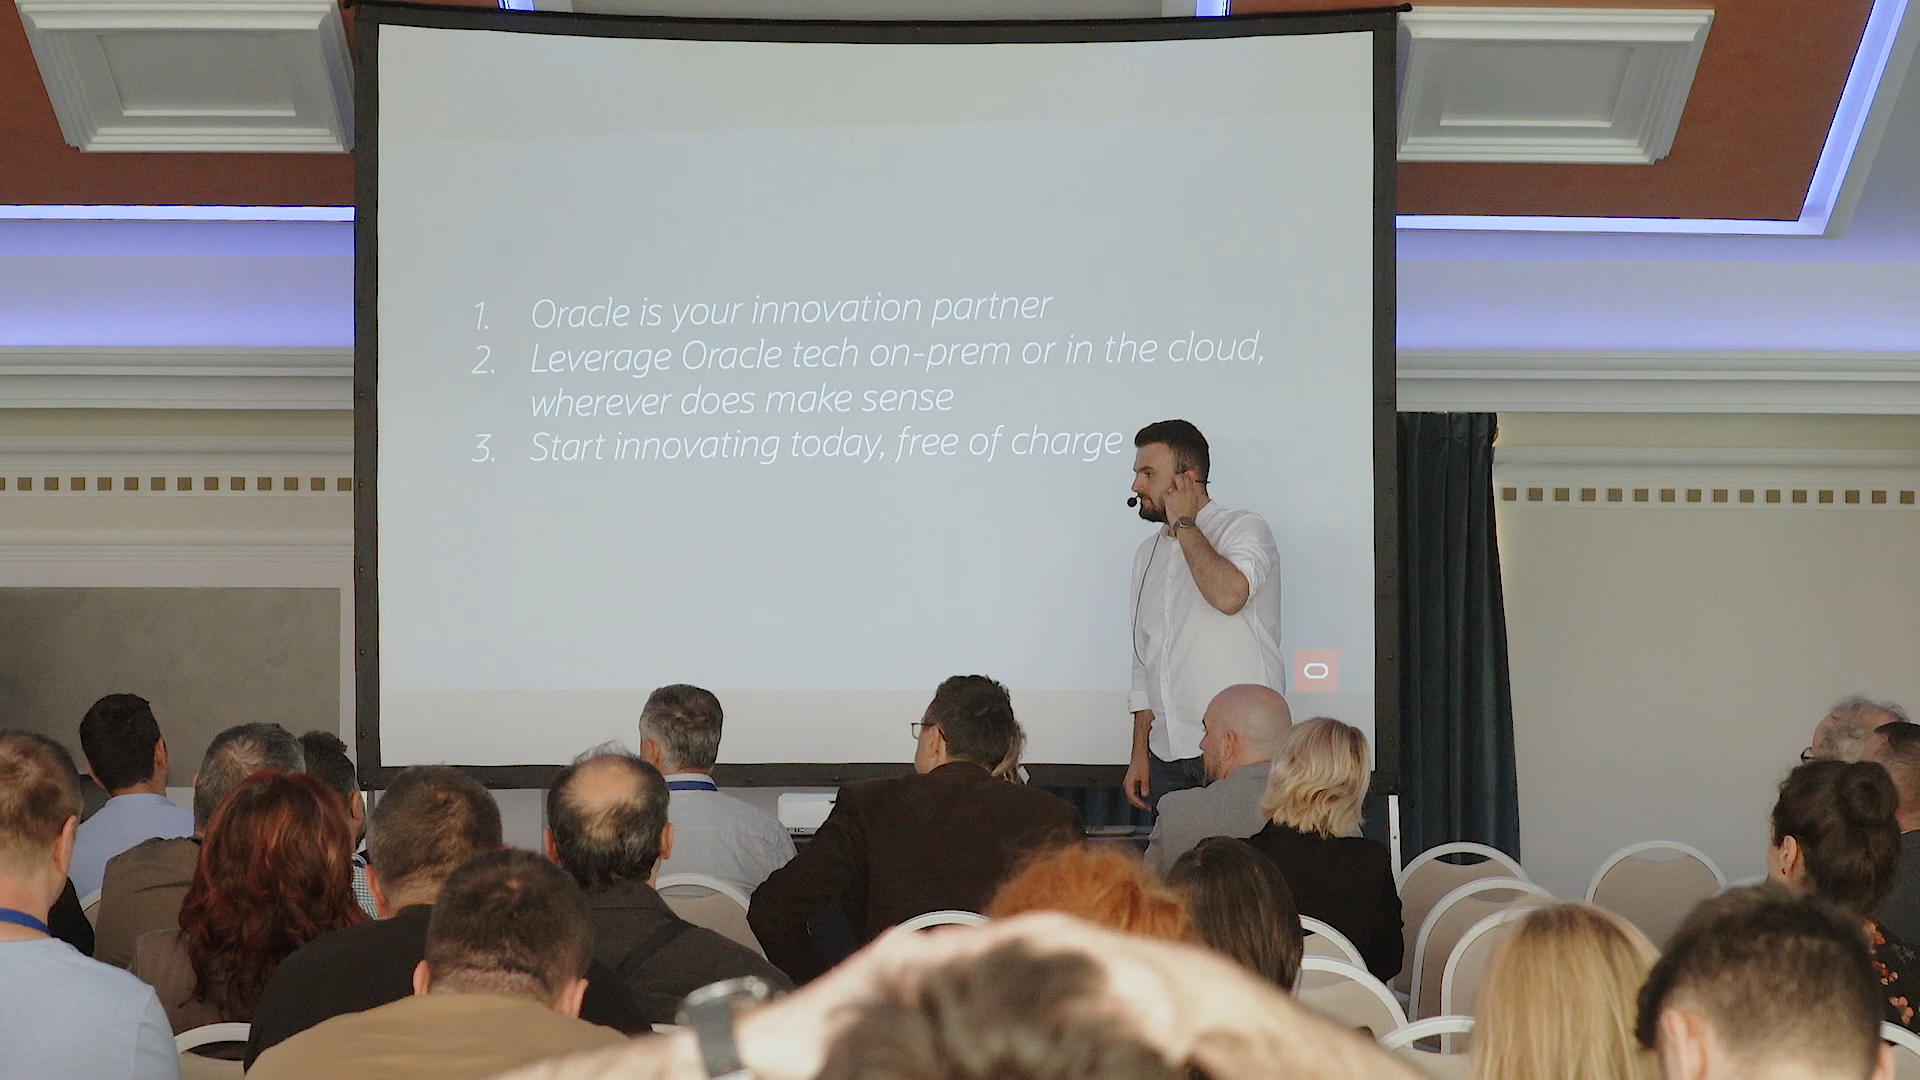 1. Oracle is your innovation partner
2. Leverage Oracle tech on-prem or in the cloud,
wherever does make sense
3. Start innovating today, free of charge